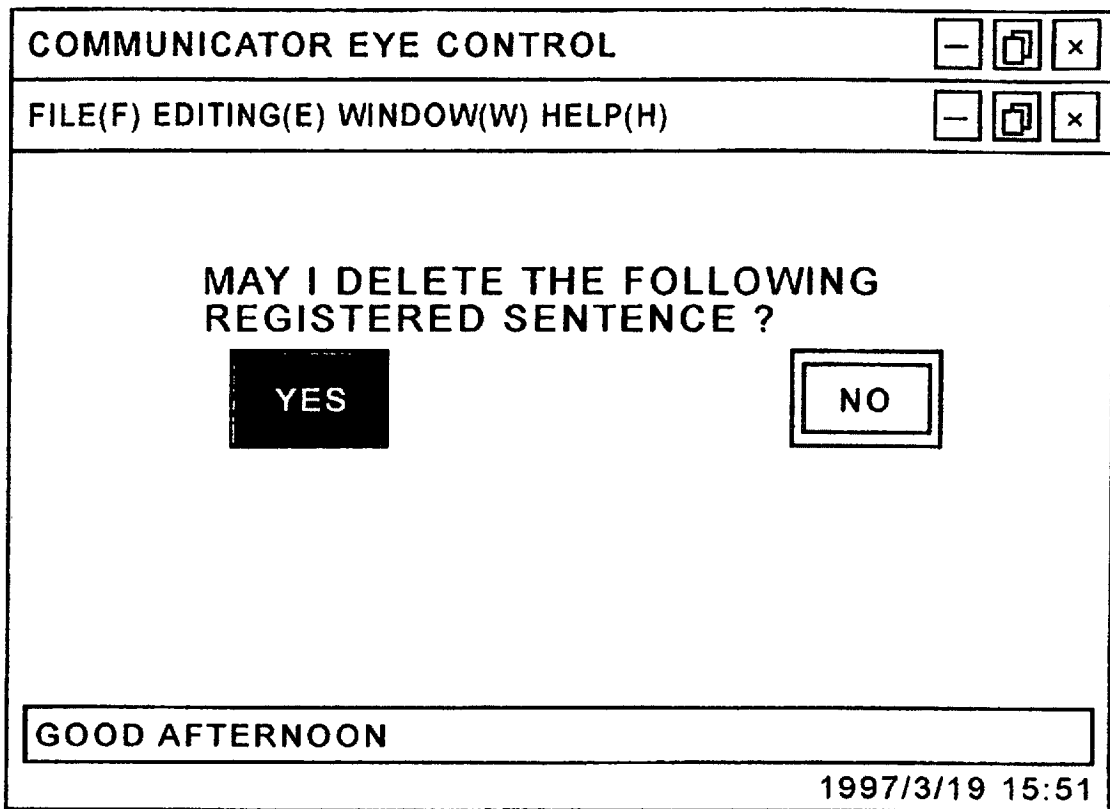 COMMUNICATOR EYE CONTROL
FILE(F) EDITING(E) WINDOW(W) HELP(H)
MAY I DELETE THE FOLLOWING
REGISTERED SENTENCE ?
YES NO
GOOD AFTERNOON
1997/3/19 15:51